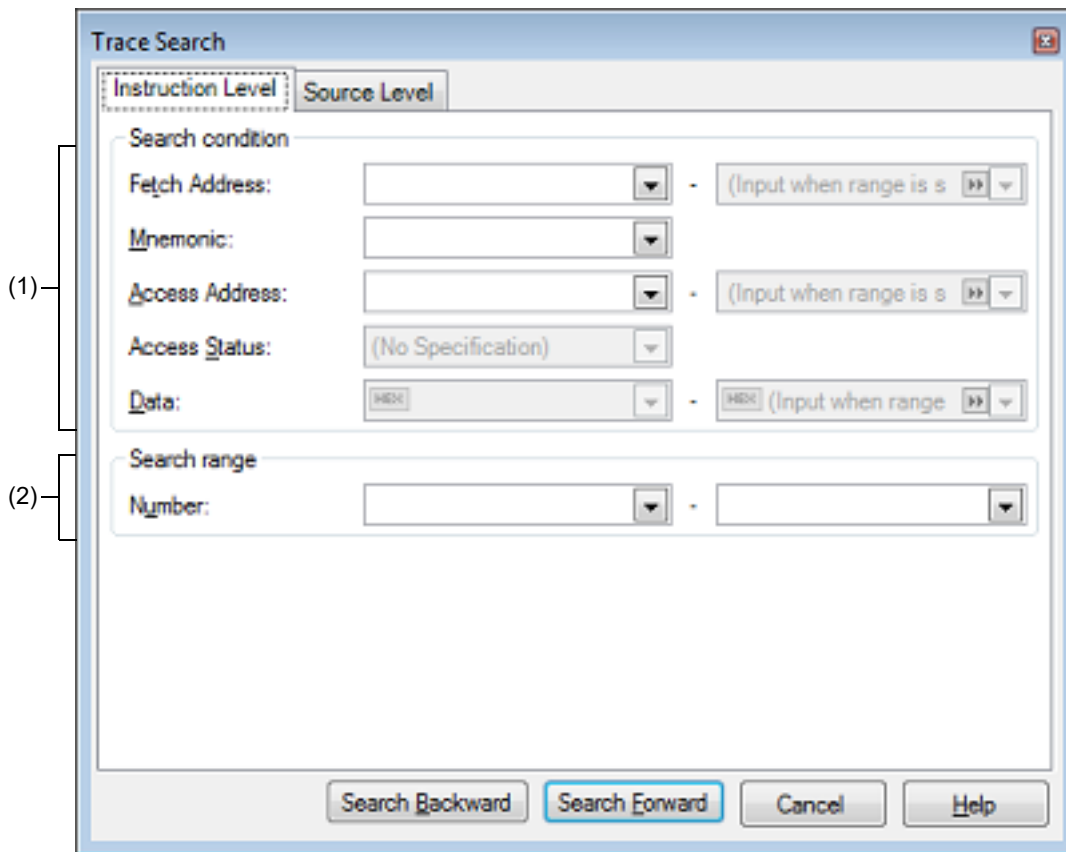 Trace Search
Instruction Level Source Level
(1)
Search condition
Fetch Address: - (Input when range is s
Mnemonic:
Access Address: - (Input when range is s
Access Status: (No Specification)
Data: HEX - HEX (Input when range
(2)
Search range
Number: -
Search Backward Search Forward Cancel Help